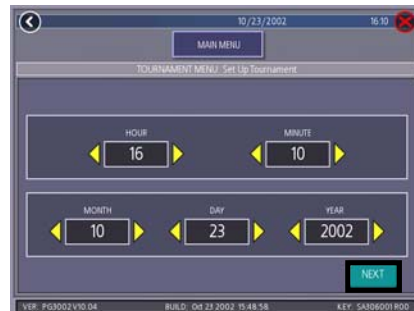 10/23/2002 16:10
MAIN MENU
TOURNAMENT MENU: Set Up Tournament
HOUR MINUTE
16 10
MONTH DAY YEAR
10 23 2002
NEXT
VER: PG3002 V10.04 BUILD: Oct 23 2002 15:48:58 KEY: SA306001 R00